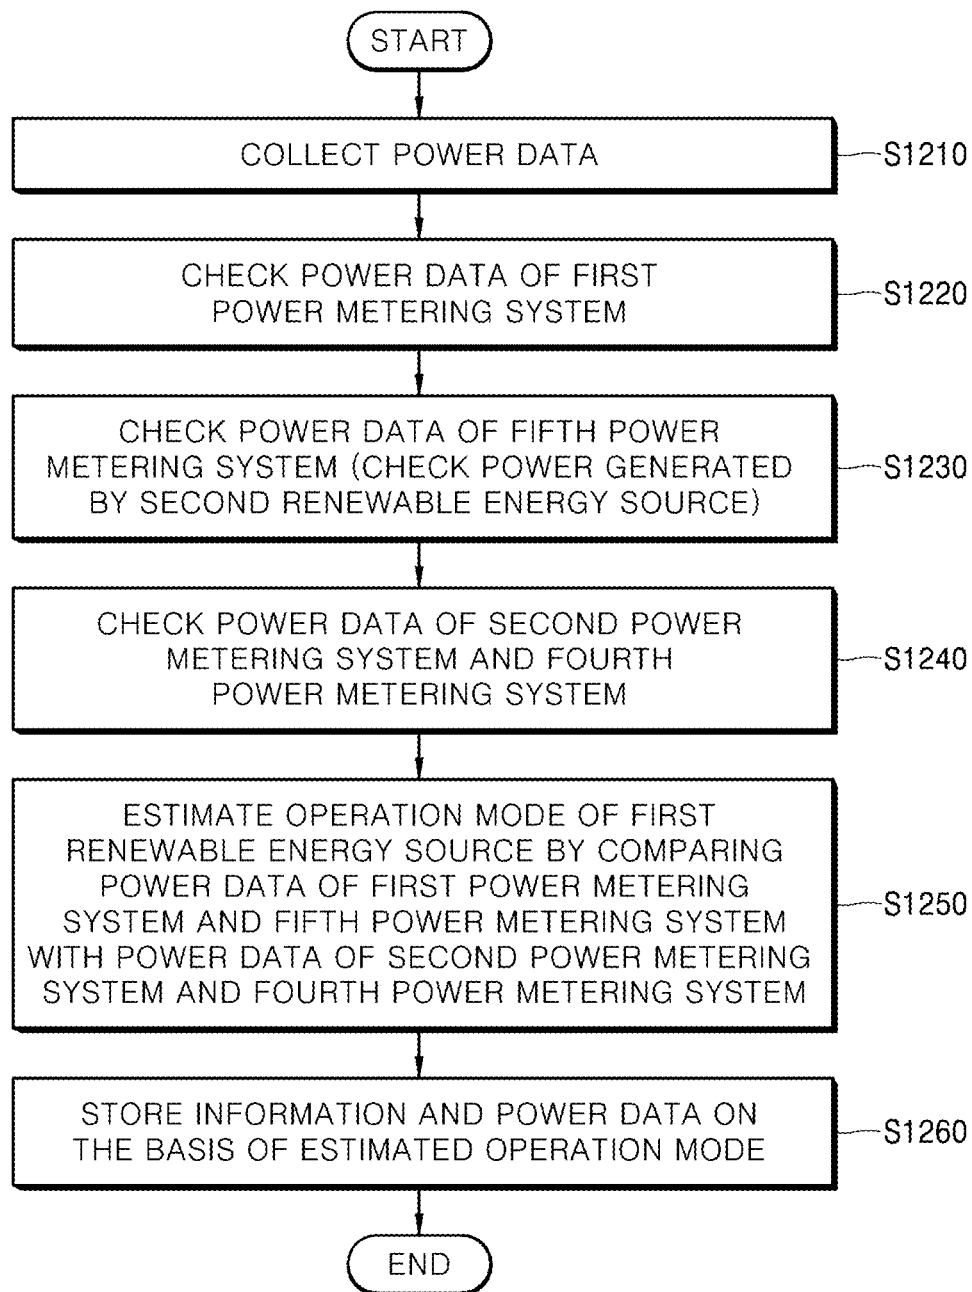 START
COLLECT POWER DATA
S1210
CHECK POWER DATA OF FIRST
POWER METERING SYSTEM
S1220
CHECK POWER DATA OF FIFTH POWER
METERING SYSTEM (CHECK POWER GENERATED
BY SECOND RENEWABLE ENERGY SOURCE)
S1230
CHECK POWER DATA OF SECOND POWER
METERING SYSTEM AND FOURTH
POWER METERING SYSTEM
S1240
ESTIMATE OPERATION MODE OF FIRST
RENEWABLE ENERGY SOURCE BY COMPARING
POWER DATA OF FIRST POWER METERING
SYSTEM AND FIFTH POWER METERING SYSTEM
WITH POWER DATA OF SECOND POWER METERING
SYSTEM AND FOURTH POWER METERING SYSTEM
S1250
STORE INFORMATION AND POWER DATA ON
THE BASIS OF ESTIMATED OPERATION MODE
S1260
END